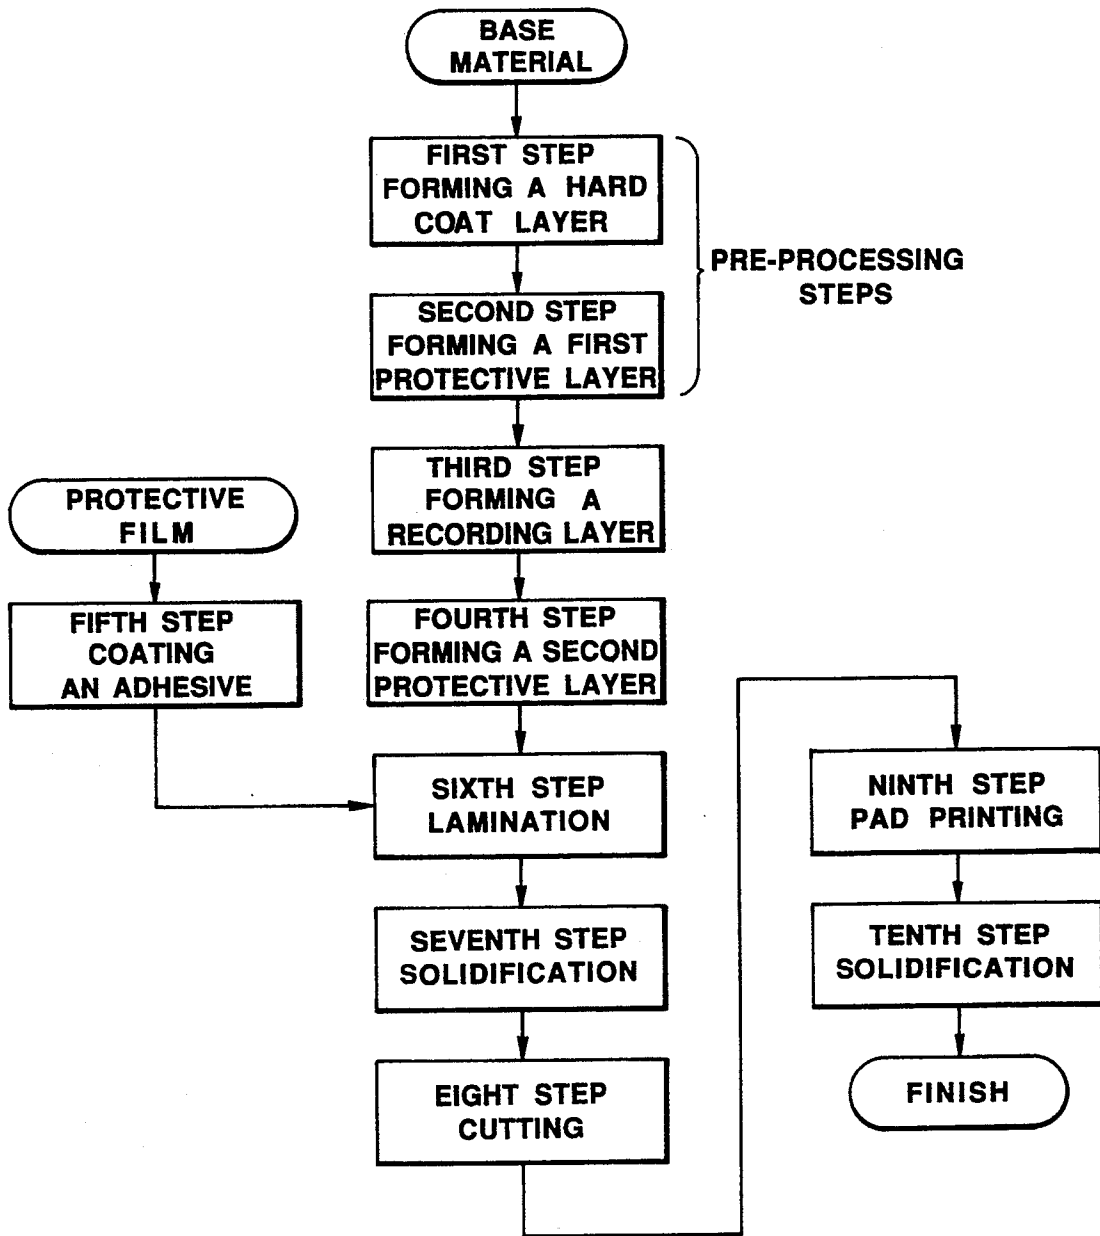 BASE
MATERIAL
FIRST STEP
FORMING A HARD
COAT LAYER
PRE-PROCESSING
STEPS
SECOND STEP
FORMING A FIRST
PROTECTIVE LAYER
THIRD STEP
FORMING A
RECORDING LAYER
PROTECTIVE
FILM
FIFTH STEP
COATING
AN ADHESIVE
FOURTH STEP
FORMING A SECOND
PROTECTIVE LAYER
SIXTH STEP
LAMINATION
SEVENTH STEP
SOLIDIFICATION
EIGHT STEP
CUTTING
NINTH STEP
PAD PRINTING
TENTH STEP
SOLIDIFICATION
FINISH